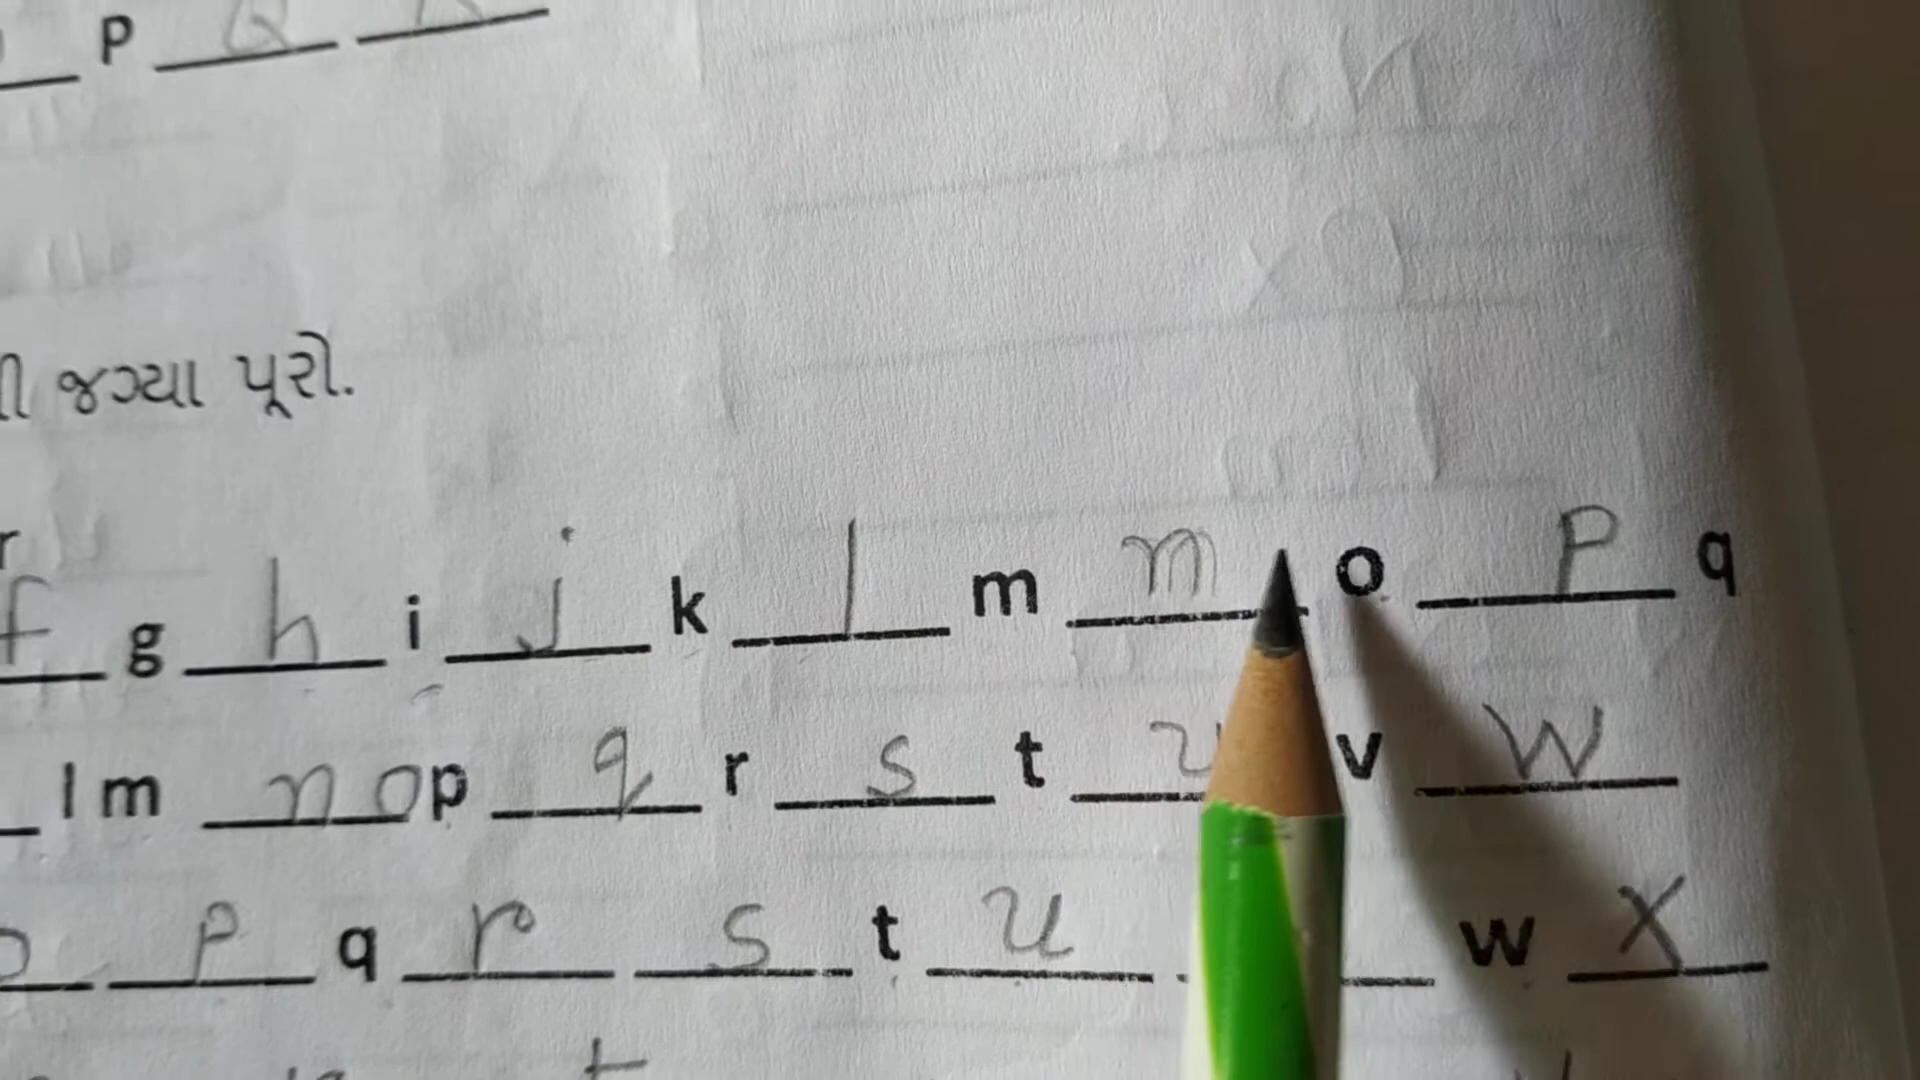 P Q
જગ્યા પૂરો.
f g h i j k l m m o p q
l m n o p q r s t u v w
p q r s t u w x
t